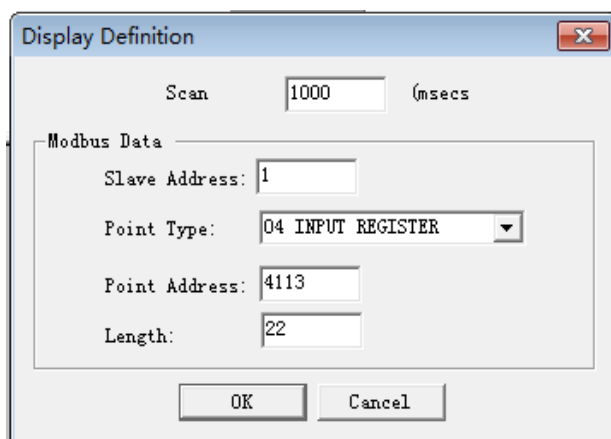 Display Definition
Scan 1000 (msecs
Modbus Data
Slave Address: 1
Point Type: 04 INPUT REGISTER
Point Address: 4113
Length: 22
OK Cancel